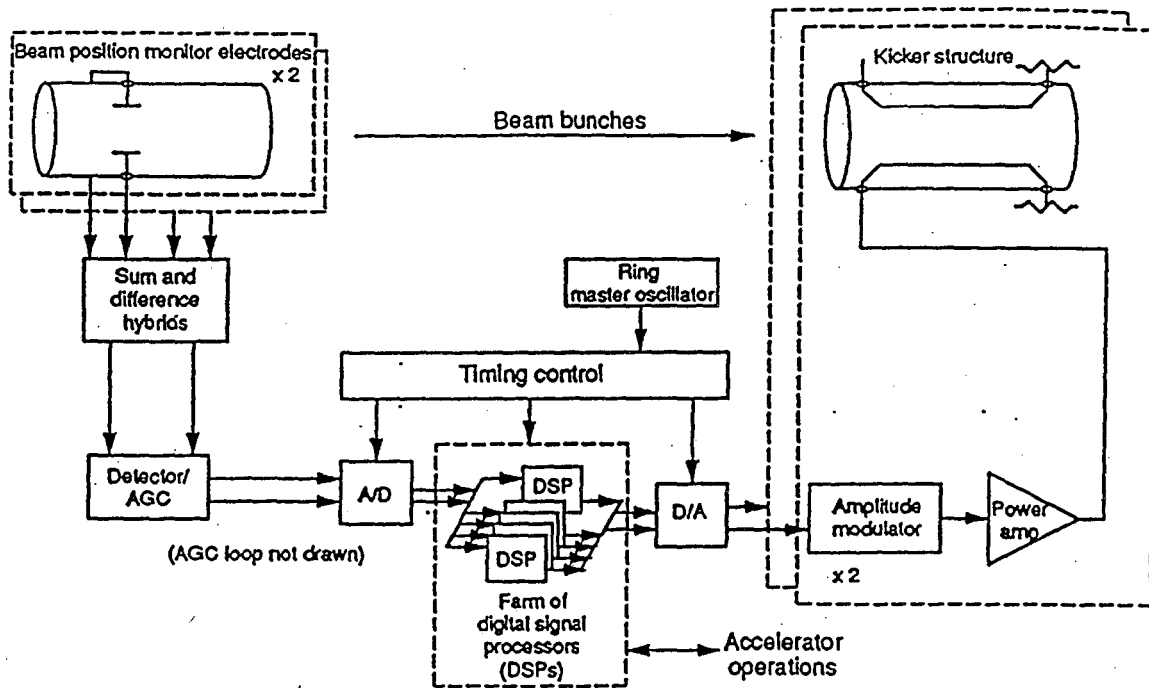 Beam position monitor electrodes
x 2
Kicker structure
Beam bunches
Sum and
difference
hybrids
Ring
master oscillator
Timing control
Detector/
AGC
A/D
DSP
DSP
D/A
Amplitude
modulator
Power
amp
x 2
(AGC loop not drawn)
Farm of
digital signal
processors
(DSPs)
Accelerator
operations